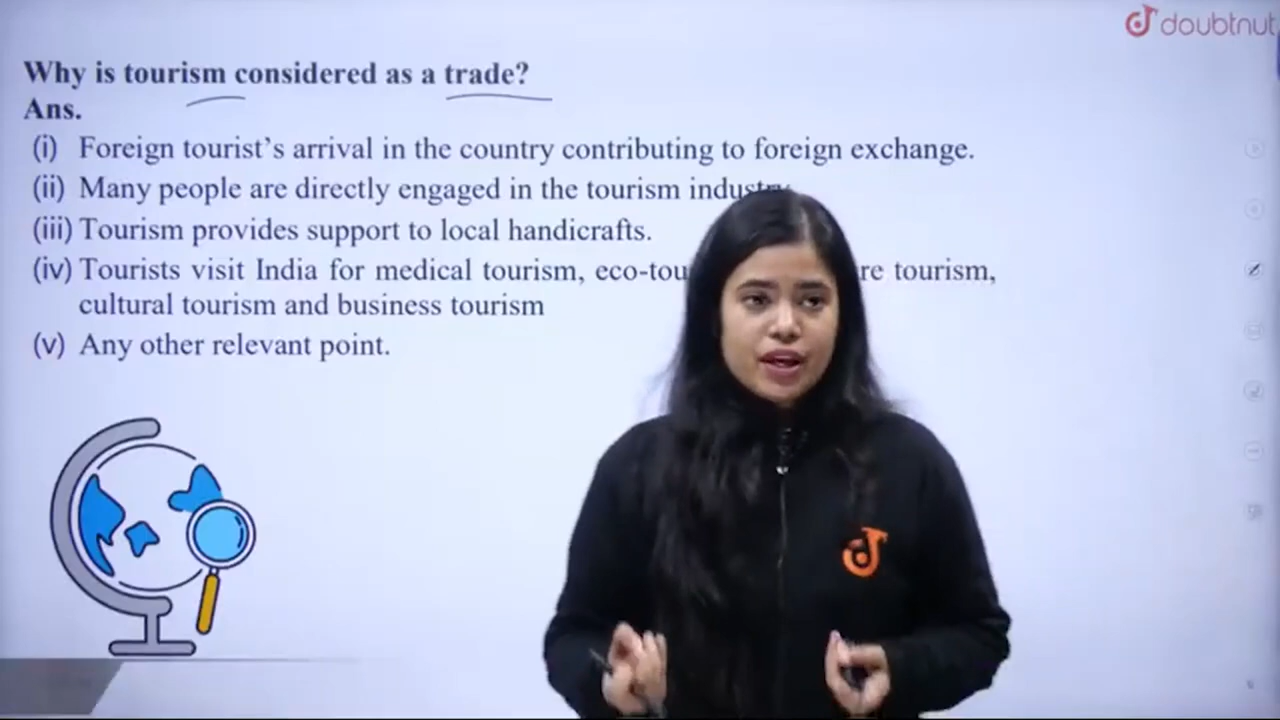 doubtnut
Why is tourism considered as a trade?
Ans.
(i) Foreign tourist's arrival in the country contributing to foreign exchange.
(ii) Many people are directly engaged in the tourism
(iii) Tourism provides support to local handicrafts.
(iv) Tourists visit India for medical tourism, tourism,
cultural tourism and business tourism
(v) Any other relevant point.